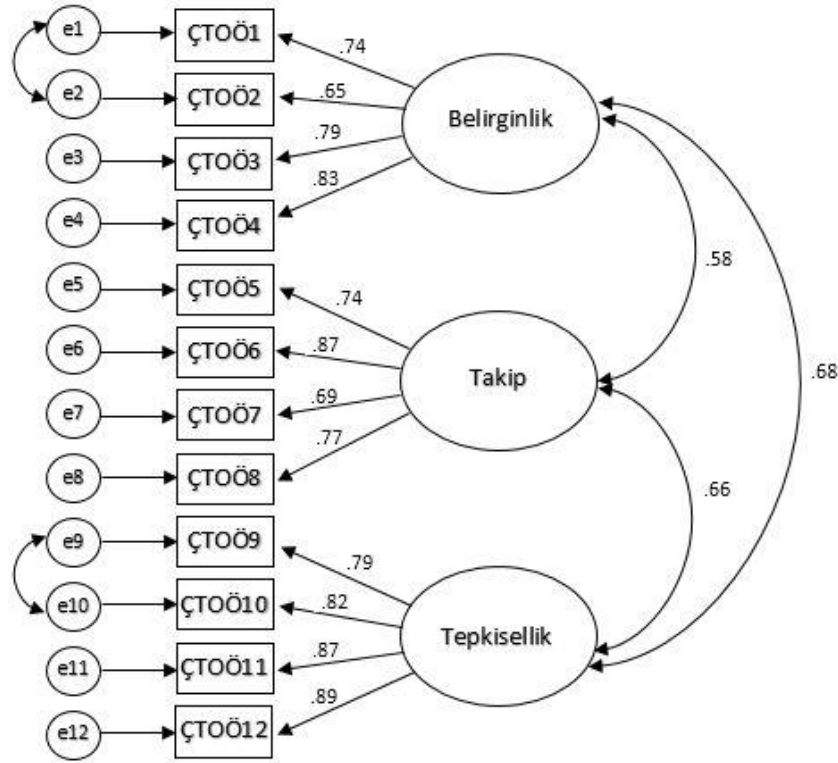 e1 ÇTOÖ1 .74
e2 ÇTOÖ2 .65 Belirginlik
e3 ÇTOÖ3 .79
e4 ÇTOÖ4 .83
.58
e5 ÇTOÖ5 .74
e6 ÇTOÖ6 .87 Takip
.68
e7 ÇTOÖ7 .69
e8 ÇTOÖ8 .77
.66
e9 ÇTOÖ9 .79
e10 ÇTOÖ10 .82 Tepkisellik
e11 ÇTOÖ11 .87
e12 ÇTOÖ12 .89